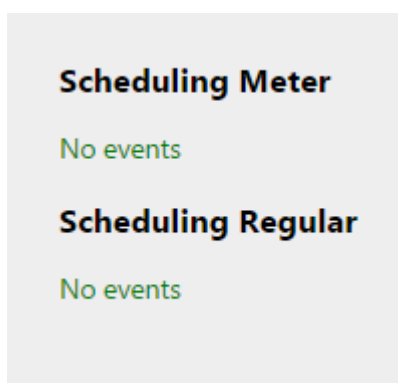 Scheduling Meter
No events
Scheduling Regular
No events